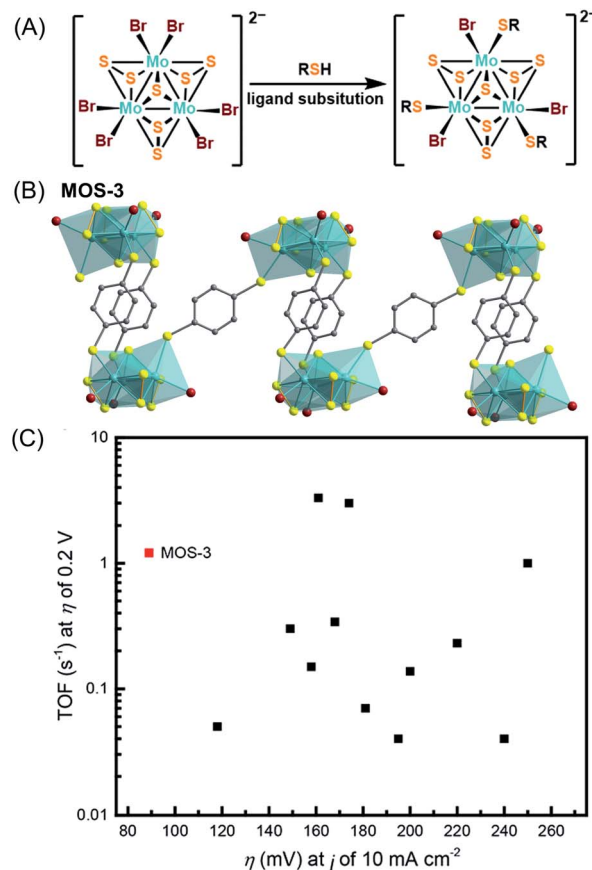 (A)
Br Br 2−
S Mo S
S S
S
Br Mo Mo Br
Br S Br
S
RSH
ligand subsitution
Br SR 2−
S Mo S
S S
S
RS Mo Mo Br
Br S SR
S
(B) MOS-3
(C)
TOF (s⁻¹) at η of 0.2 V
10
1
0.1
0.01
MOS-3
80 100 120 140 160 180 200 220 240 260
η (mV) at j of 10 mA cm⁻²